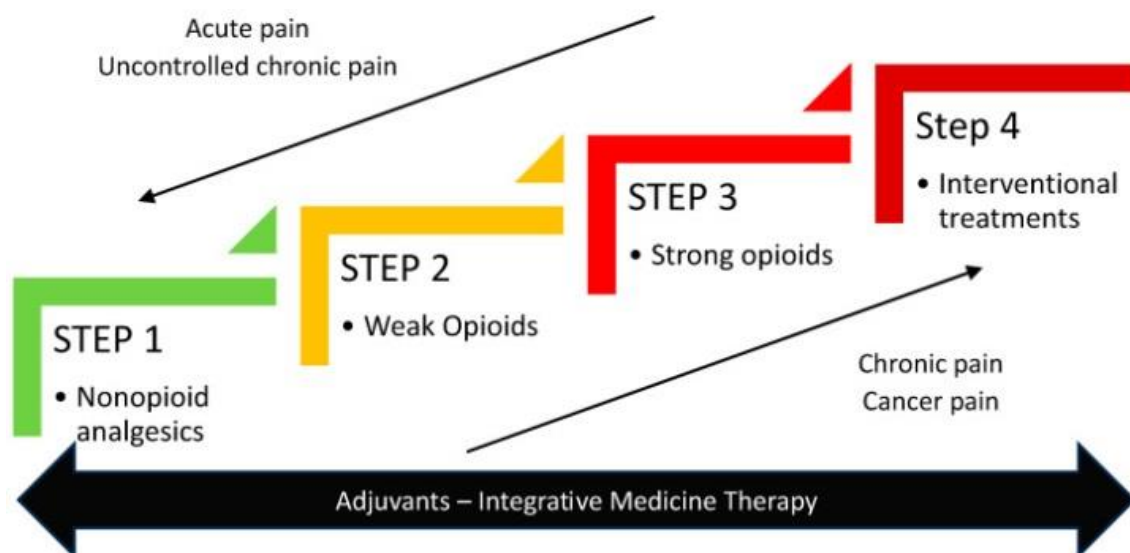 Acute pain
Uncontrolled chronic pain
Step 4
• Interventional
treatments
STEP 3
• Strong opioids
STEP 2
• Weak Opioids
STEP 1
• Nonopioid
analgesics
Chronic pain
Cancer pain
Adjuvants – Integrative Medicine Therapy